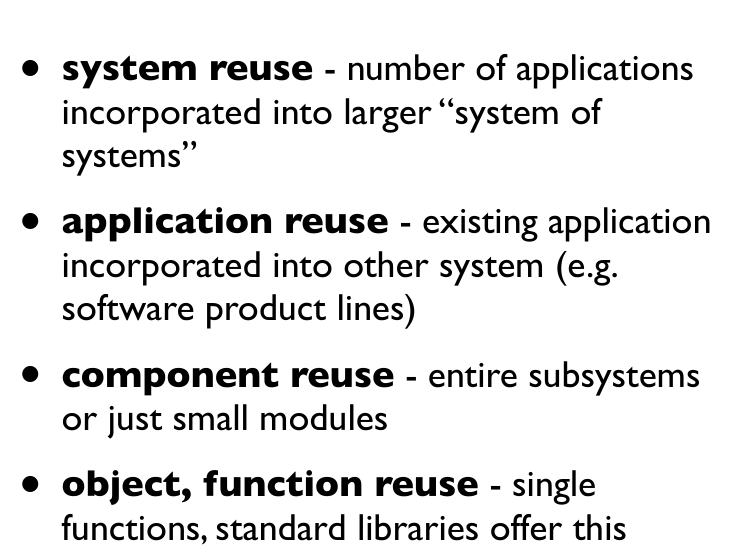 • system reuse - number of applications
incorporated into larger “system of
systems”
• application reuse - existing application
incorporated into other system (e.g.
software product lines)
• component reuse - entire subsystems
or just small modules
• object, function reuse - single
functions, standard libraries offer this